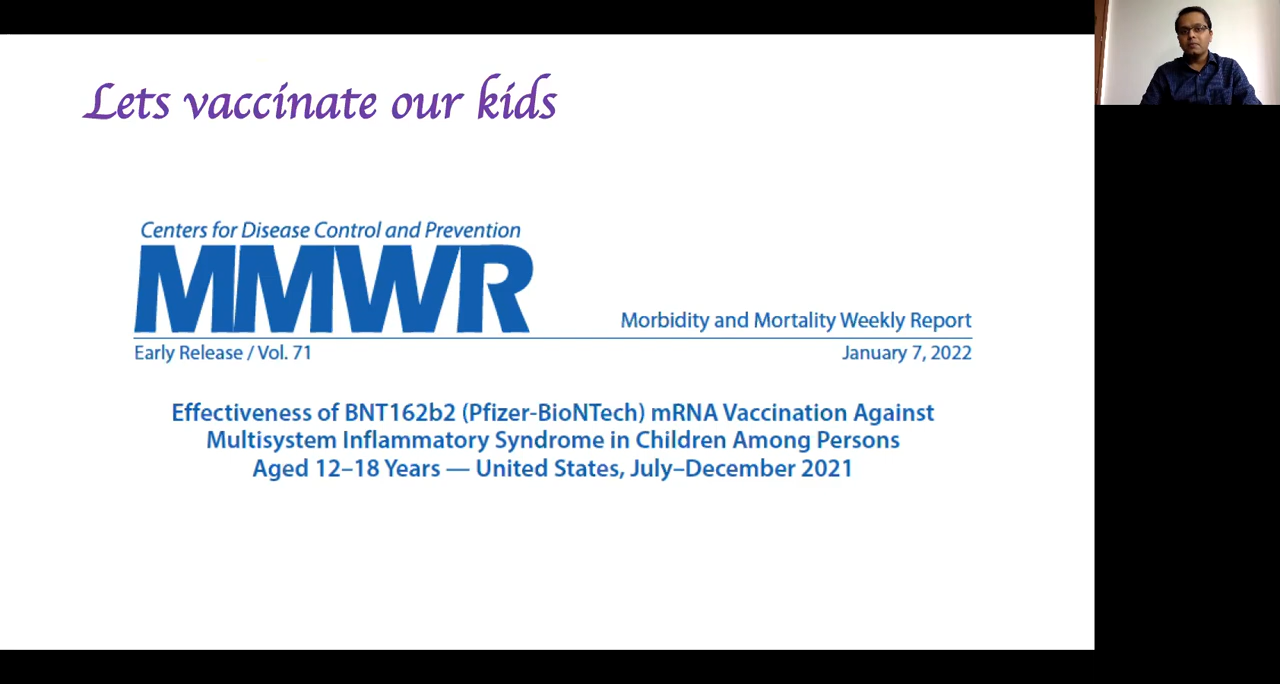 Lets vaccinate our kids
Centers for Disease Control and Prevention
MMWR
Morbidity and Mortality Weekly Report
Early Release / Vol. 71
January 7, 2022
Effectiveness of BNT162b2 (Pfizer-BioNTech) mRNA Vaccination Against
Multisystem Inflammatory Syndrome in Children Among Persons
Aged 12–18 Years — United States, July–December 2021